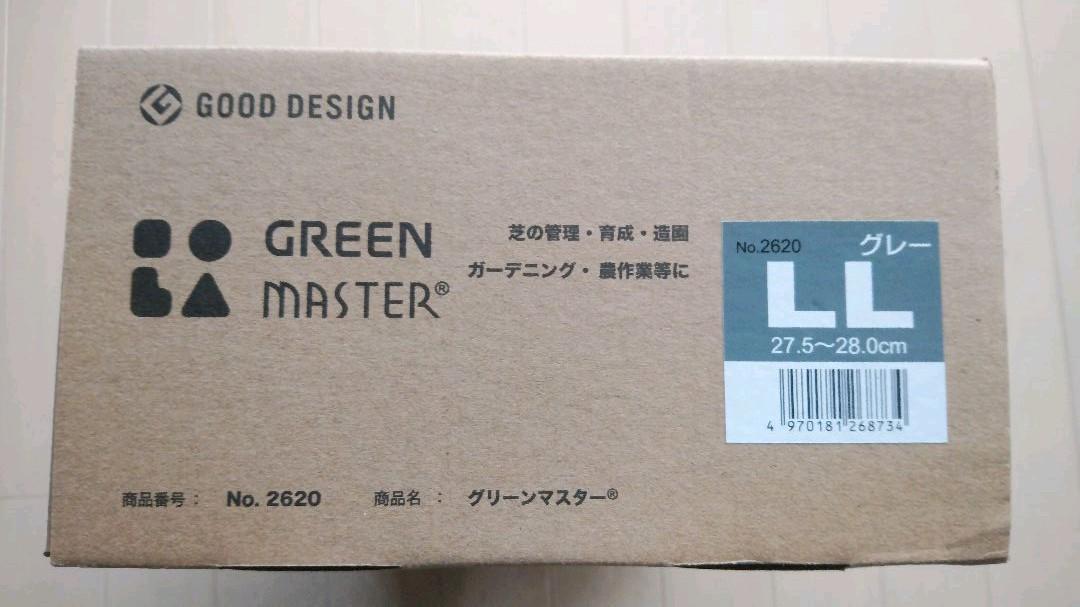 GOOD DESIGN
GREEN
MASTER®
芝の管理・育成・造園
ガーデニング・農作業等に
No.2620 グレー
LL
27.5〜28.0cm
4 970181 268734
商品番号： No. 2620 商品名 ： グリーンマスター®